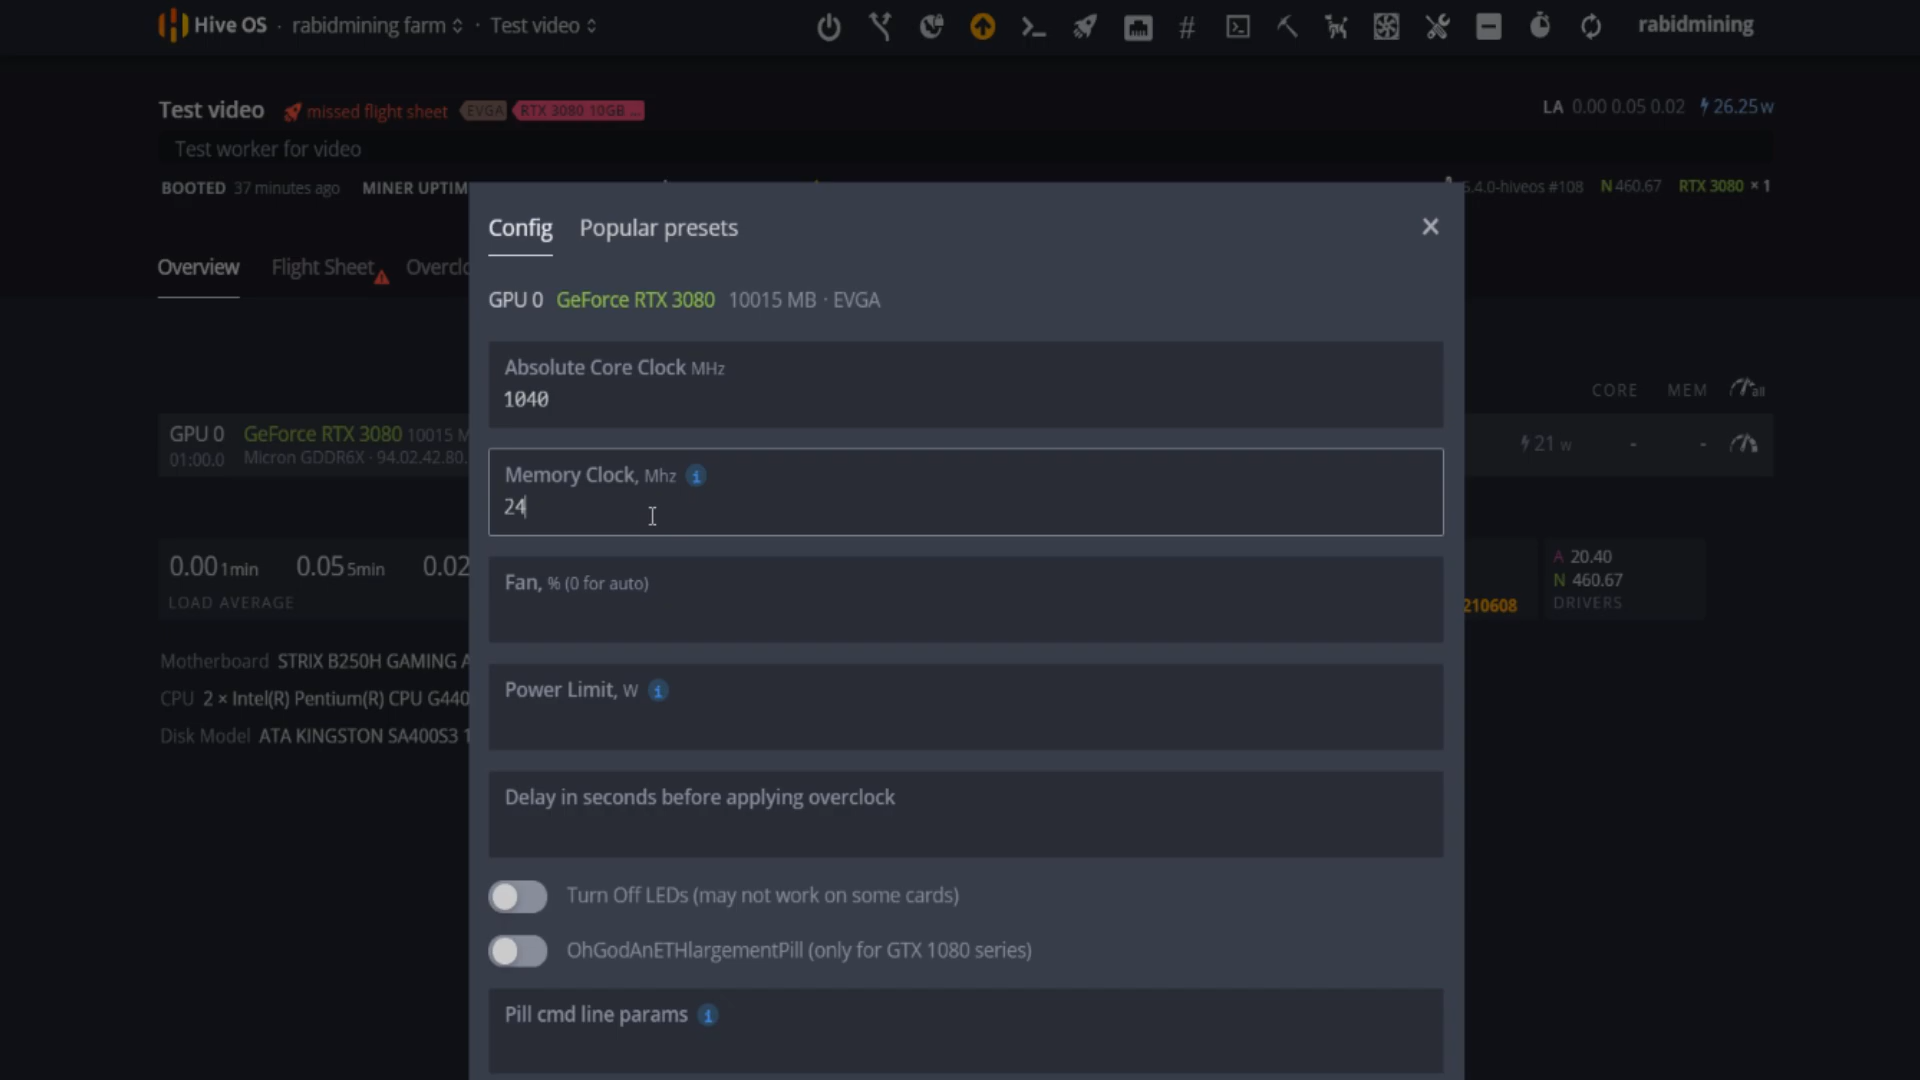 Hive OS · rabidmining farm · Test video
# rabidmining
Test video missed flight sheet EVGA RTX 3080 10GB ...
LA 0.00 0.05 0.02 26.25 w
Test worker for video
BOOTED 37 minutes ago MINER UPTIM
5.4.0-hiveos #108 N 460.67 RTX 3080 × 1
Config Popular presets
Overview Flight Sheet Overclo
GPU 0 GeForce RTX 3080 10015 MB · EVGA
Absolute Core Clock MHz
1040
CORE MEM all
GPU 0 GeForce RTX 3080 10015 M
01:00.0 Micron GDDR6X · 94.02.42.80.
21 w - -
Memory Clock, Mhz i
24
0.00 1min 0.05 5min 0.02
LOAD AVERAGE
A 20.40
N 460.67
210608 DRIVERS
Fan, % (0 for auto)
Motherboard STRIX B250H GAMING A
CPU 2 × Intel(R) Pentium(R) CPU G440
Disk Model ATA KINGSTON SA400S3 1
Power Limit, W i
Delay in seconds before applying overclock
Turn Off LEDs (may not work on some cards)
OhGodAnETHlargementPill (only for GTX 1080 series)
Pill cmd line params i